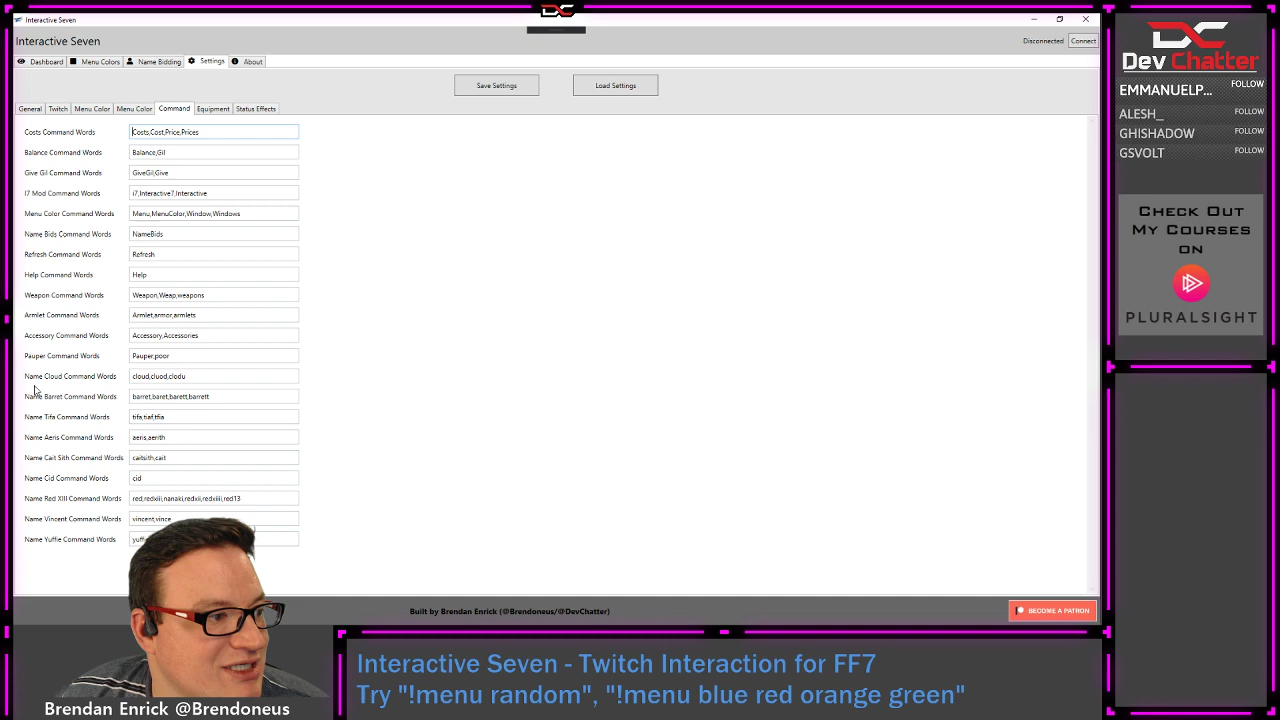 Interactive Seven
Interactive Seven
Disconnected
Connect
Dashboard
Menu Colors
Name Bidding
Settings
About
Save Settings
Load Settings
General
Twitch
Menu Color
Menu Color
Command
Equipment
Status Effects
Costs Command Words
Costs,Cost,Price,Prices
Balance Command Words
Balance,Gil
Give Gil Command Words
GiveGil,Give
I7 Mod Command Words
i7,Interactive7,Interactive
Menu Color Command Words
Menu,MenuColor,Window,Windows
Name Bids Command Words
NameBids
Refresh Command Words
Refresh
Help Command Words
Help
Weapon Command Words
Weapon,Weap,weapons
Armlet Command Words
Armlet,armor,armlets
Accessory Command Words
Accessory,Accessories
Pauper Command Words
Pauper,poor
Name Cloud Command Words
cloud,cluod,clodu
Name Barret Command Words
barret,baret,barett,barrett
Name Tifa Command Words
tifa,tiaf,tfia
Name Aeris Command Words
aeris,aerith
Name Cait Sith Command Words
caitsith,cait
Name Cid Command Words
cid
Name Red XIII Command Words
red,redxiii,nanaki,redxii,redxiiii,red13
Name Vincent Command Words
vincent,vince
Name Yuffie Command Words
Built by Brendan Enrick (@Brendoneus/@DevChatter)
BECOME A PATRON
DC
Dev Chatter
EMMANUELP... FOLLOW
ALESH_ FOLLOW
GHISHADOW FOLLOW
GSVOLT FOLLOW
Check Out
My Courses
on
PLURALSIGHT
Interactive Seven - Twitch Interaction for FF7
Try "!menu random", "!menu blue red orange green"
Brendan Enrick @Brendoneus